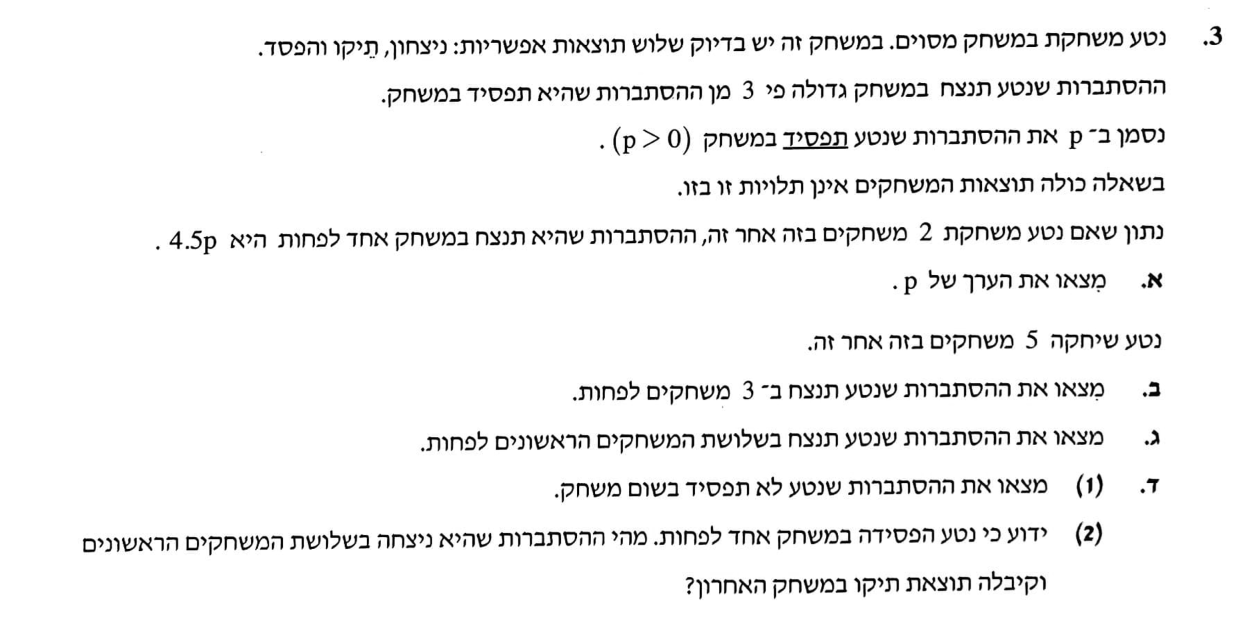 3. נטע משחקת במשחק מסוים. במשחק זה יש בדיוק שלוש תוצאות אפשריות: ניצחון, תֵיקו והפסד.
ההסתברות שנטע תנצח במשחק גדולה פי 3 מן ההסתברות שהיא תפסיד במשחק.
נסמן ב־ p את ההסתברות שנטע תפסיד במשחק (p > 0) .
בשאלה כולה תוצאות המשחקים אינן תלויות זו בזו.
נתון שאם נטע משחקת 2 משחקים בזה אחר זה, ההסתברות שהיא תנצח במשחק אחד לפחות היא 4.5p .
א. מִצאו את הערך של p .
נטע שיחקה 5 משחקים בזה אחר זה.
ב. מִצאו את ההסתברות שנטע תנצח ב־ 3 משחקים לפחות.
ג. מצאו את ההסתברות שנטע תנצח בשלושת המשחקים הראשונים לפחות.
ד. (1) מצאו את ההסתברות שנטע לא תפסיד בשום משחק.
(2) ידוע כי נטע הפסידה במשחק אחד לפחות. מהי ההסתברות שהיא ניצחה בשלושת המשחקים הראשונים
וקיבלה תוצאת תיקו במשחק האחרון?